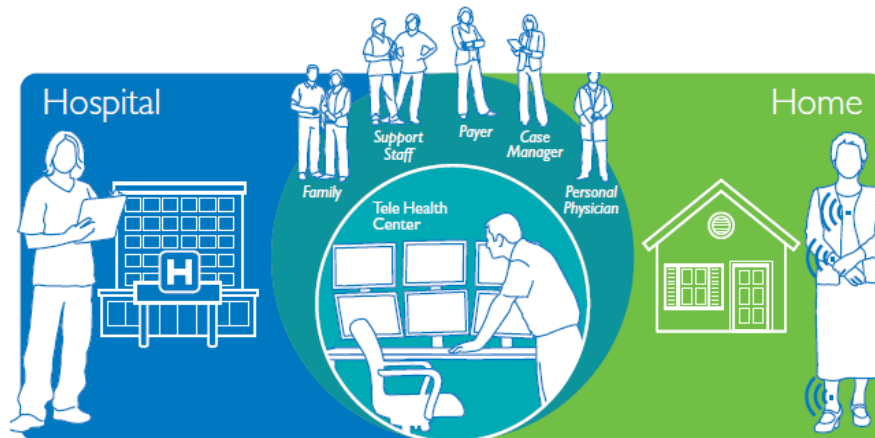 Hospital
Home
Family
Support
Staff
Payer
Case
Manager
Personal
Physician
Tele Health
Center
H